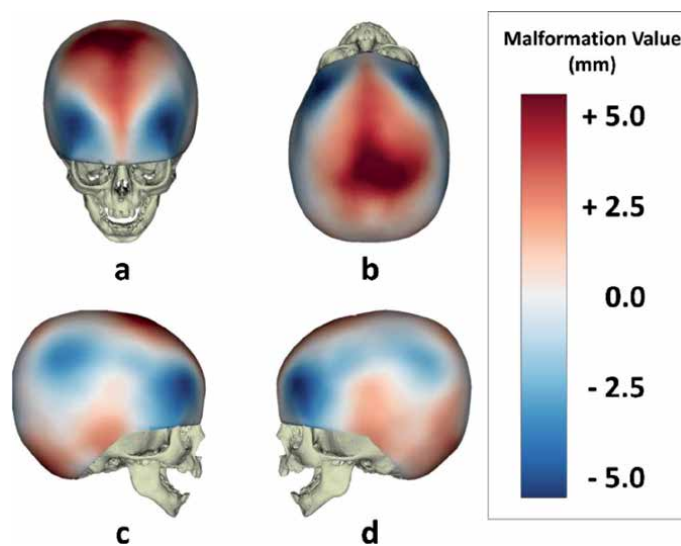 Malformation Value
(mm)
+ 5.0
+ 2.5
0.0
- 2.5
- 5.0
a
b
c
d